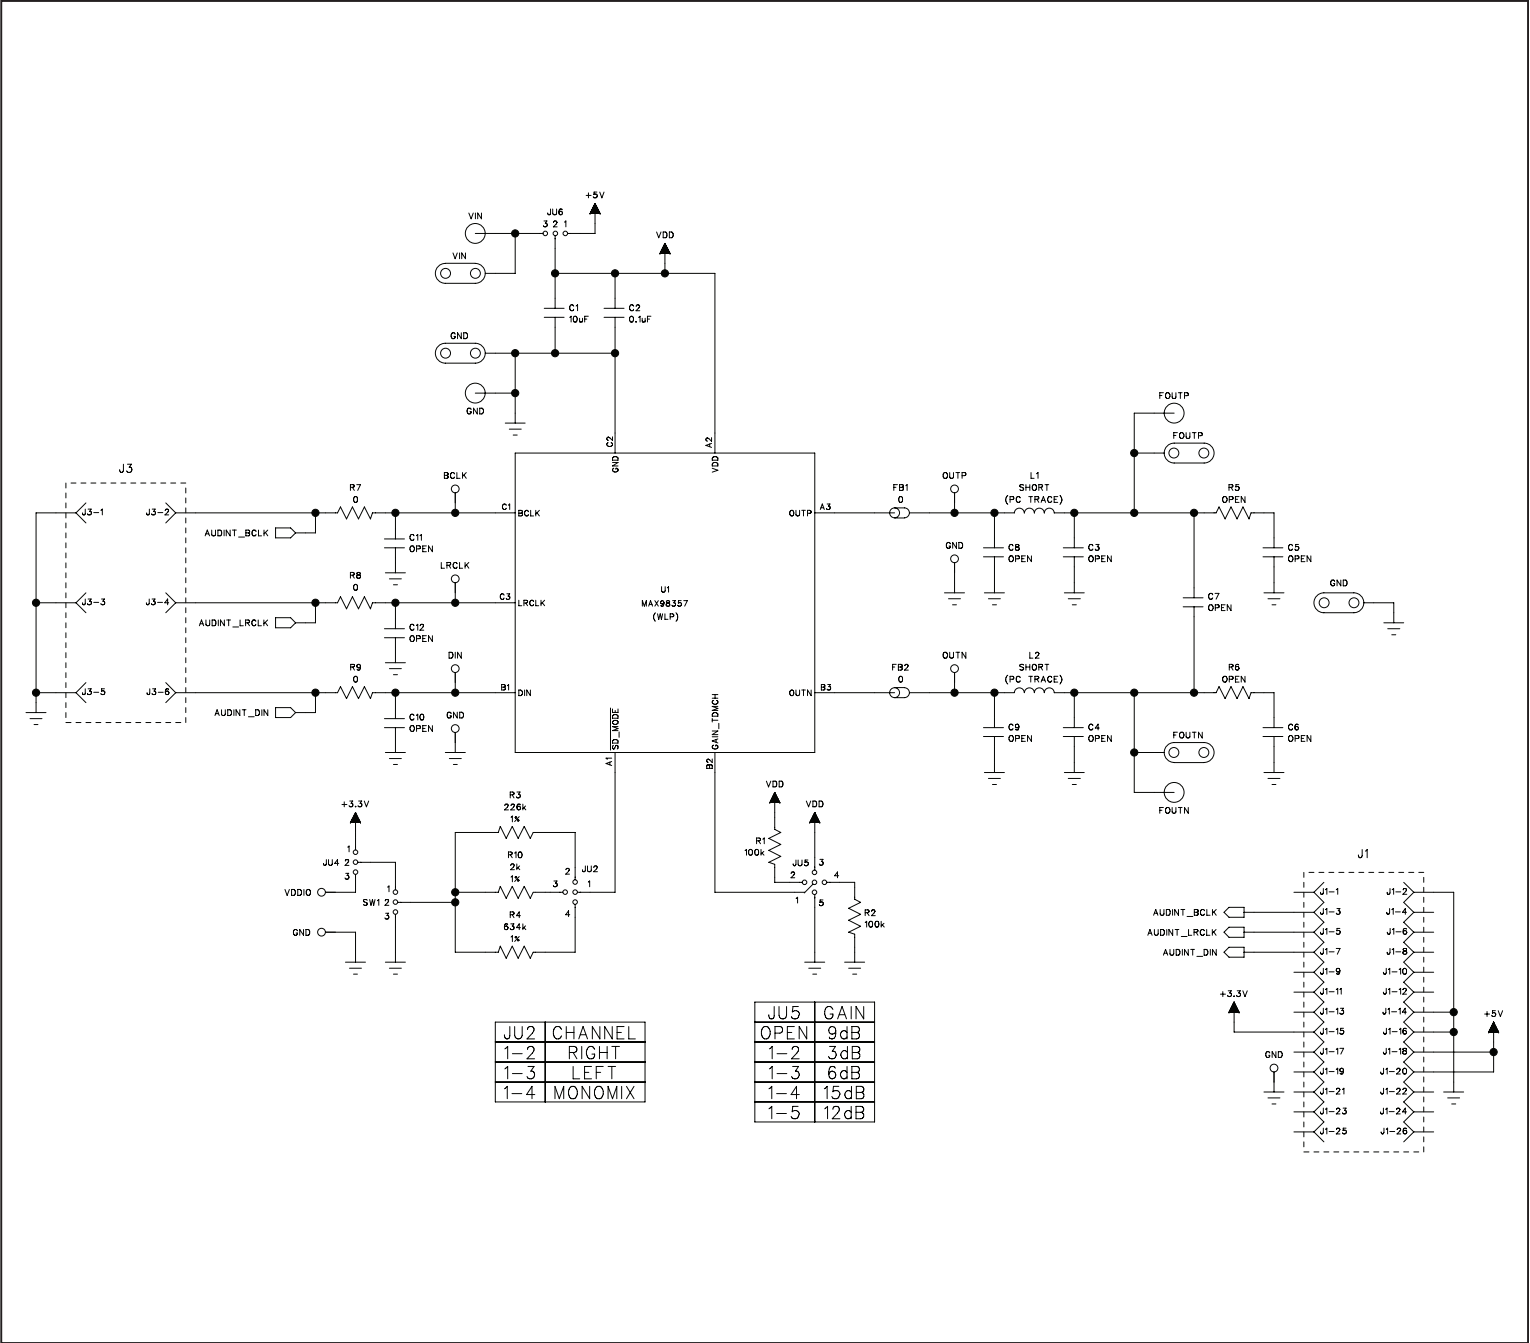 +5V
VIN
JU6
3 2 1
VDD
VIN
C1
10uF
C2
0.1uF
GND
GND
C2
GND
A2
VDD
FOUTP
FOUTP
J3
J3-1
J3-2
J3-3
J3-4
J3-5
J3-6
R7
0
AUDINT_BCLK
C11
OPEN
BCLK
C1
BCLK
R8
0
AUDINT_LRCLK
C12
OPEN
LRCLK
C3
LRCLK
R9
0
AUDINT_DIN
C10
OPEN
DIN
GND
B1
DIN
U1
MAX98357
(WLP)
OUTP
A3
OUTN
B3
SD_MODE
A1
GAIN_TDMCH
B2
FB1
0
OUTP
GND
L1
SHORT
(PC TRACE)
C8
OPEN
C3
OPEN
R5
OPEN
C5
OPEN
C7
OPEN
GND
FB2
0
OUTN
L2
SHORT
(PC TRACE)
C9
OPEN
C4
OPEN
R6
OPEN
C6
OPEN
FOUTN
FOUTN
+3.3V
JU4
1
2
3
VDDIO
GND
SW1
1
2
3
R3
226k
1%
R10
2k
1%
R4
634k
1%
JU2
2
3
1
4
VDD
R1
100k
VDD
JU5
3
2
4
1
5
R2
100k
JU2 CHANNEL
1-2 RIGHT
1-3 LEFT
1-4 MONOMIX
JU5 GAIN
OPEN 9dB
1-2 3dB
1-3 6dB
1-4 15dB
1-5 12dB
J1
J1-1 J1-2
AUDINT_BCLK J1-3 J1-4
AUDINT_LRCLK J1-5 J1-6
AUDINT_DIN J1-7 J1-8
J1-9 J1-10
J1-11 J1-12
+3.3V
J1-13 J1-14
J1-15 J1-16
+5V
J1-17 J1-18
GND
J1-19 J1-20
J1-21 J1-22
J1-23 J1-24
J1-25 J1-26